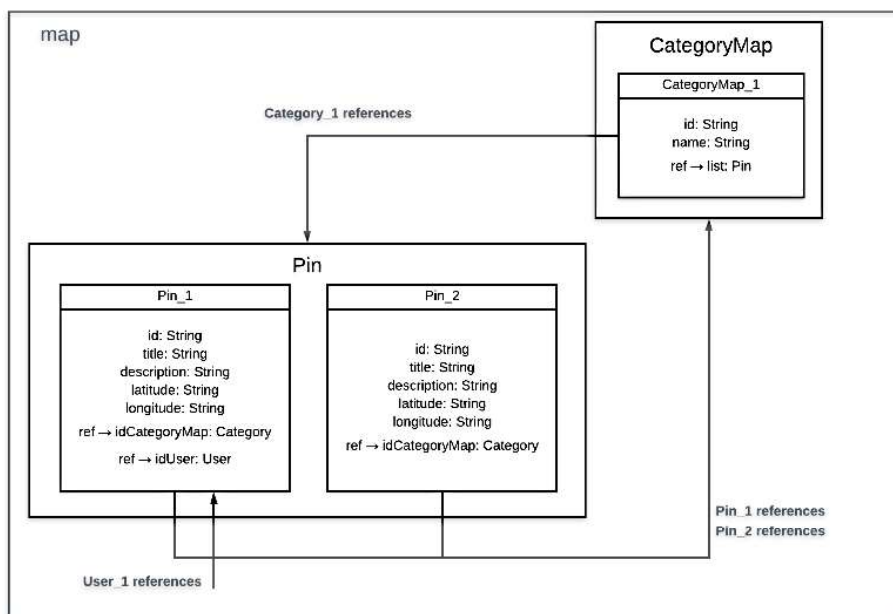 map
CategoryMap
CategoryMap_1
id: String
name: String
ref → list: Pin
Category_1 references
Pin
Pin_1
id: String
title: String
description: String
latitude: String
longitude: String
ref → idCategoryMap: Category
ref → idUser: User
Pin_2
id: String
title: String
description: String
latitude: String
longitude: String
ref → idCategoryMap: Category
Pin_1 references
Pin_2 references
User_1 references